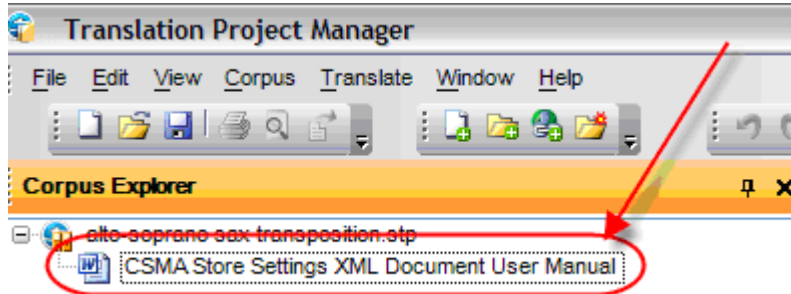 Translation Project Manager
File Edit View Corpus Translate Window Help
Corpus Explorer
alto-soprano sax transposition.stp
CSMA Store Settings XML Document User Manual